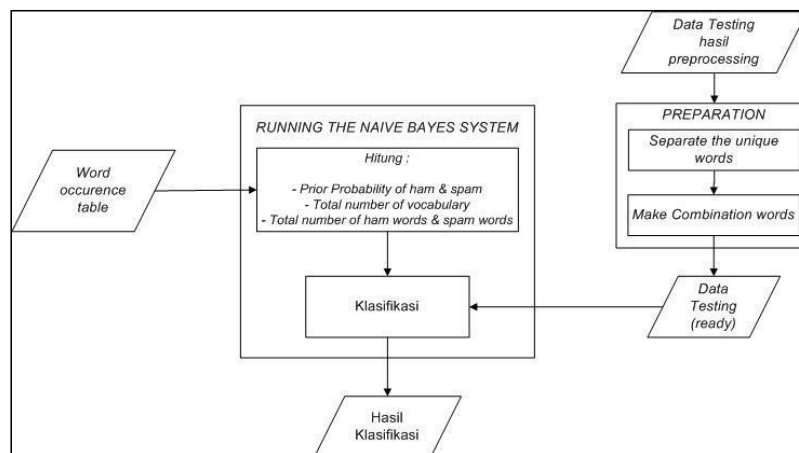 Data Testing
hasil
preprocessing
PREPARATION
Separate the unique
words
Make Combination words
Data
Testing
(ready)
RUNNING THE NAIVE BAYES SYSTEM
Hitung :
- Prior Probability of ham & spam
- Total number of vocabulary
- Total number of ham words & spam words
Word
occurence
table
Klasifikasi
Hasil
Klasifikasi